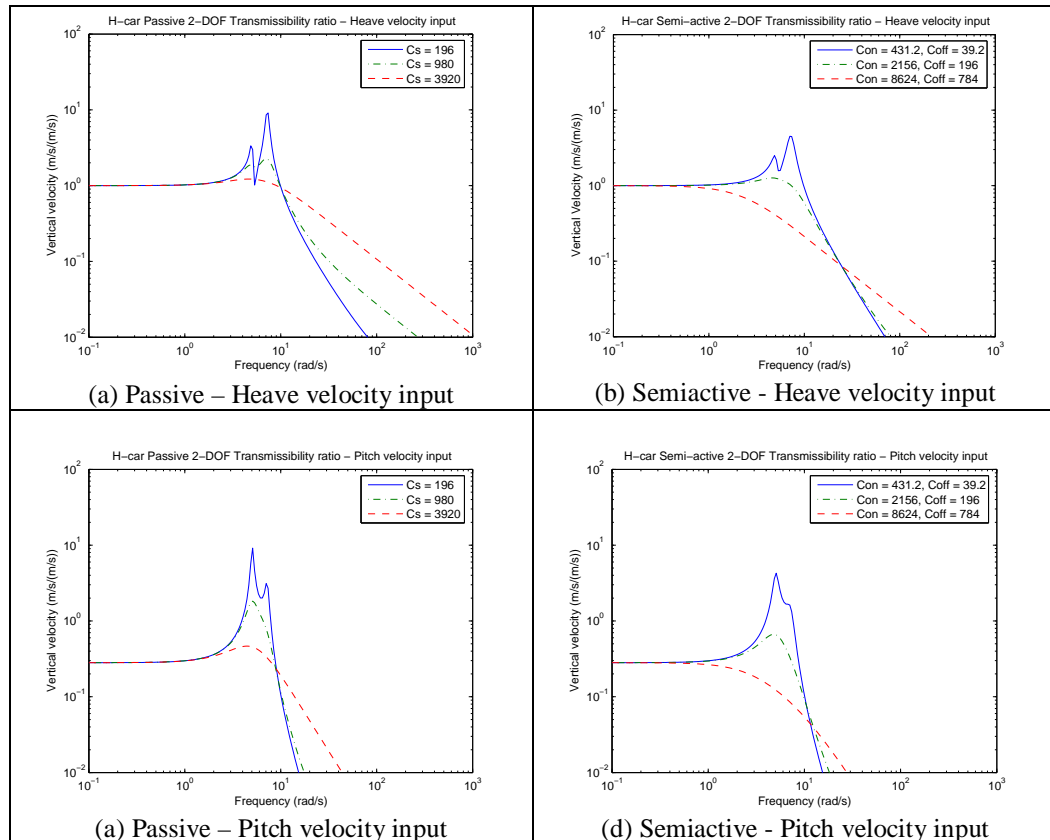 H-car Passive 2-DOF Transmissibility ratio - Heave velocity input
Vertical velocity (m/s/(m/s))
10^2
10^1
10^0
10^-1
10^-2
Cs = 196
Cs = 980
Cs = 3920
10^-1 10^0 10^1 10^2 10^3
Frequency (rad/s)
(a) Passive – Heave velocity input
H-car Semi-active 2-DOF Transmissibility ratio - Heave velocity input
Vertical velocity (m/s/(m/s))
10^2
10^1
10^0
10^-1
10^-2
Con = 431.2, Coff = 39.2
Con = 2156, Coff = 196
Con = 8624, Coff = 784
10^-1 10^0 10^1 10^2 10^3
Frequency (rad/s)
(b) Semiactive - Heave velocity input
H-car Passive 2-DOF Transmissibility ratio - Pitch velocity input
Vertical velocity (m/s/(m/s))
10^2
10^1
10^0
10^-1
10^-2
Cs = 196
Cs = 980
Cs = 3920
10^-1 10^0 10^1 10^2 10^3
Frequency (rad/s)
(a) Passive – Pitch velocity input
H-car Semi-active 2-DOF Transmissibility ratio - Pitch velocity input
Vertical velocity (m/s/(m/s))
10^2
10^1
10^0
10^-1
10^-2
Con = 431.2, Coff = 39.2
Con = 2156, Coff = 196
Con = 8624, Coff = 784
10^-1 10^0 10^1 10^2 10^3
Frequency (rad/s)
(d) Semiactive - Pitch velocity input